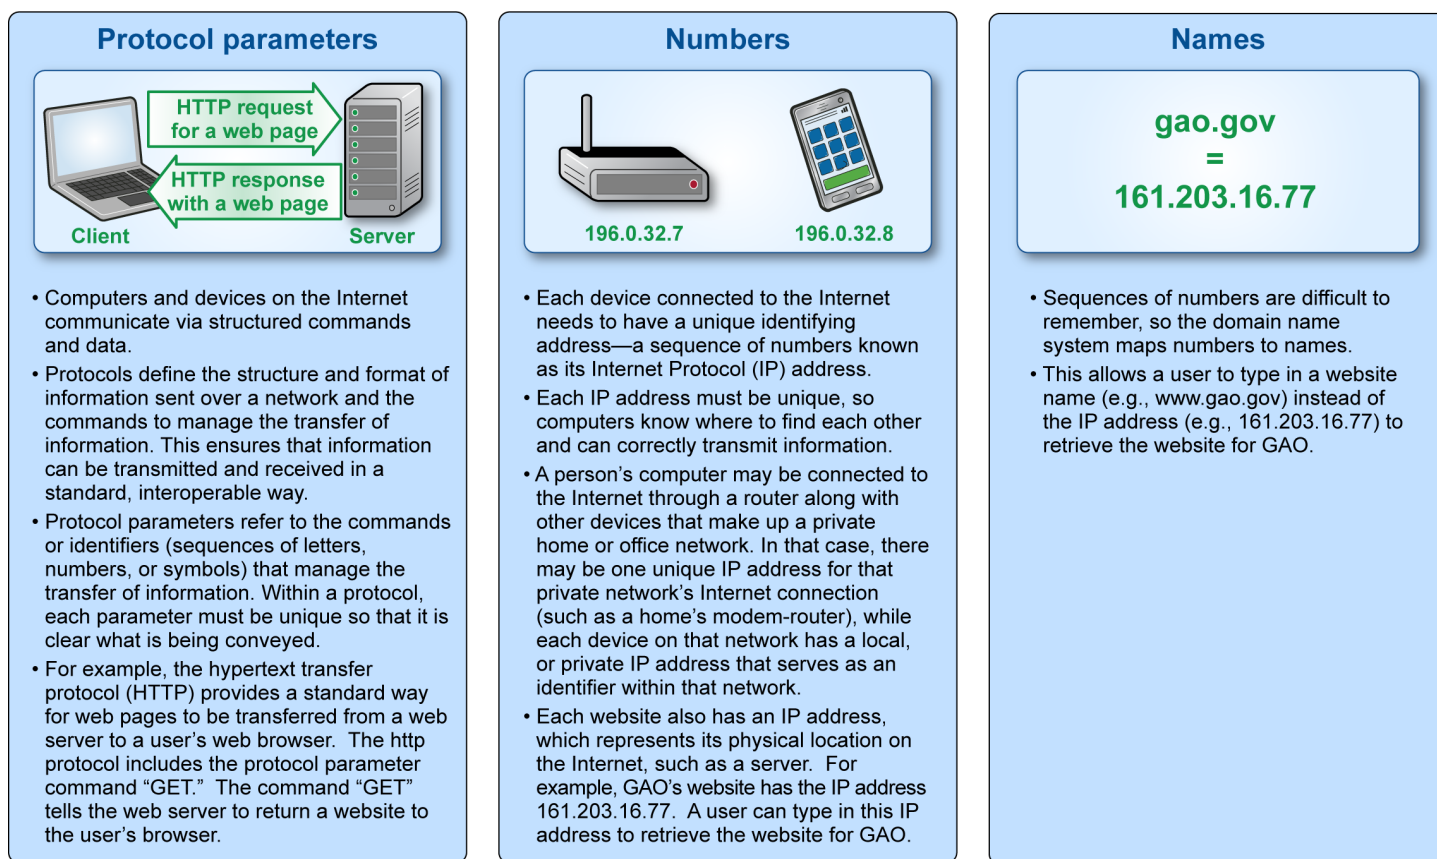 Protocol parameters
HTTP request
for a web page
HTTP response
with a web page
Client
Server
• Computers and devices on the Internet
communicate via structured commands
and data.
• Protocols define the structure and format of
information sent over a network and the
commands to manage the transfer of
information. This ensures that information
can be transmitted and received in a
standard, interoperable way.
• Protocol parameters refer to the commands
or identifiers (sequences of letters,
numbers, or symbols) that manage the
transfer of information. Within a protocol,
each parameter must be unique so that it is
clear what is being conveyed.
• For example, the hypertext transfer
protocol (HTTP) provides a standard way
for web pages to be transferred from a web
server to a user's web browser.  The http
protocol includes the protocol parameter
command “GET.”  The command “GET”
tells the web server to return a website to
the user's browser.
Numbers
196.0.32.7
196.0.32.8
• Each device connected to the Internet
needs to have a unique identifying
address—a sequence of numbers known
as its Internet Protocol (IP) address.
• Each IP address must be unique, so
computers know where to find each other
and can correctly transmit information.
• A person’s computer may be connected to
the Internet through a router along with
other devices that make up a private
home or office network. In that case, there
may be one unique IP address for that
private network’s Internet connection
(such as a home’s modem-router), while
each device on that network has a local,
or private IP address that serves as an
identifier within that network.
• Each website also has an IP address,
which represents its physical location on
the Internet, such as a server.  For
example, GAO’s website has the IP address
161.203.16.77.  A user can type in this IP
address to retrieve the website for GAO.
Names
gao.gov
=
161.203.16.77
• Sequences of numbers are difficult to
remember, so the domain name
system maps numbers to names.
• This allows a user to type in a website
name (e.g., www.gao.gov) instead of
the IP address (e.g., 161.203.16.77) to
retrieve the website for GAO.